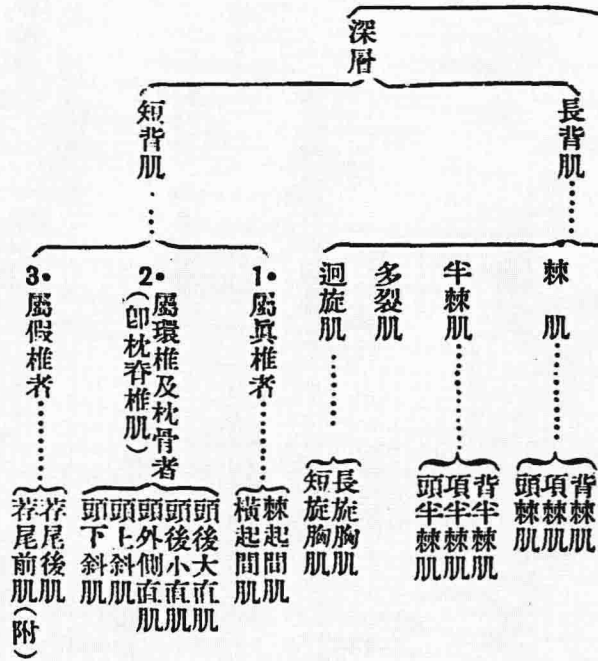 深層
長背肌……
棘肌……
背棘肌
項棘肌
頭棘肌
半棘肌……
背半棘肌
項半棘肌
頭半棘肌
多裂肌
迴旋肌……
長旋胸肌
短旋胸肌
短背肌……
1•屬眞椎者……
棘起間肌
橫起間肌
2•屬環椎及枕骨者
(卽枕脊椎肌)
頭後大直肌
頭後小直肌
頭外側直肌
頭上斜肌
頭下斜肌
3•屬假椎者……
荐尾後肌
荐尾前肌(附)